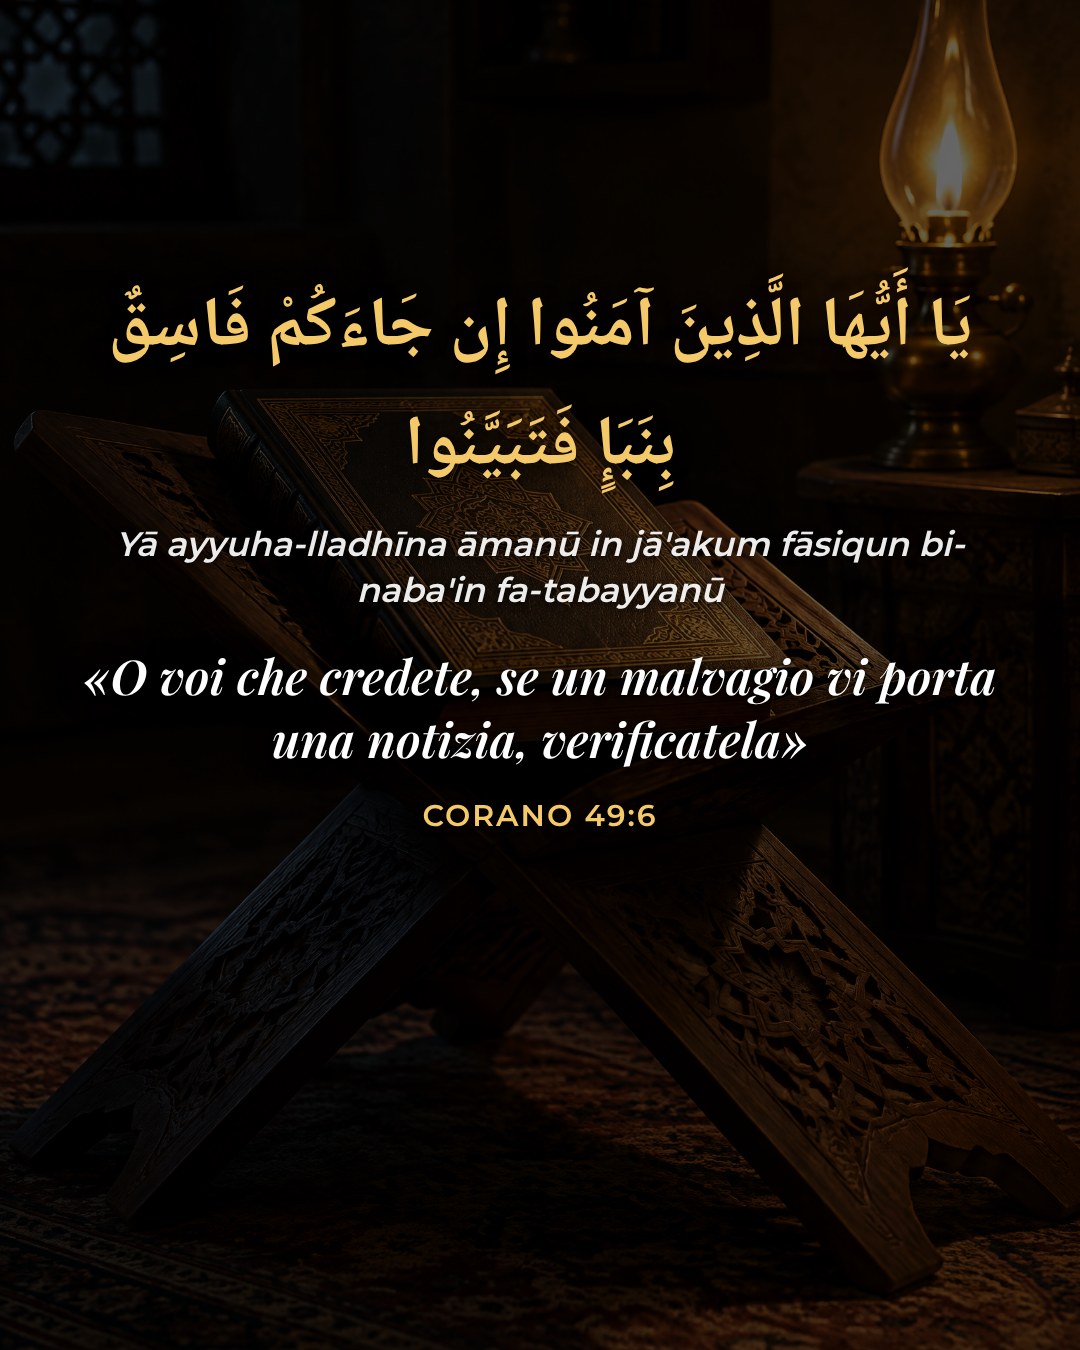 يَا أَيُّهَا الَّذِينَ آمَنُوا إِن جَاءَكُمْ فَاسِقٌ
بِنَبَإٍ فَتَبَيَّنُوا
Yā ayyuha-lladhīna āmanū in jā'akum fāsiqun bi-
naba'in fa-tabayyanū
«O voi che credete, se un malvagio vi porta
una notizia, verificatela»
CORANO 49:6